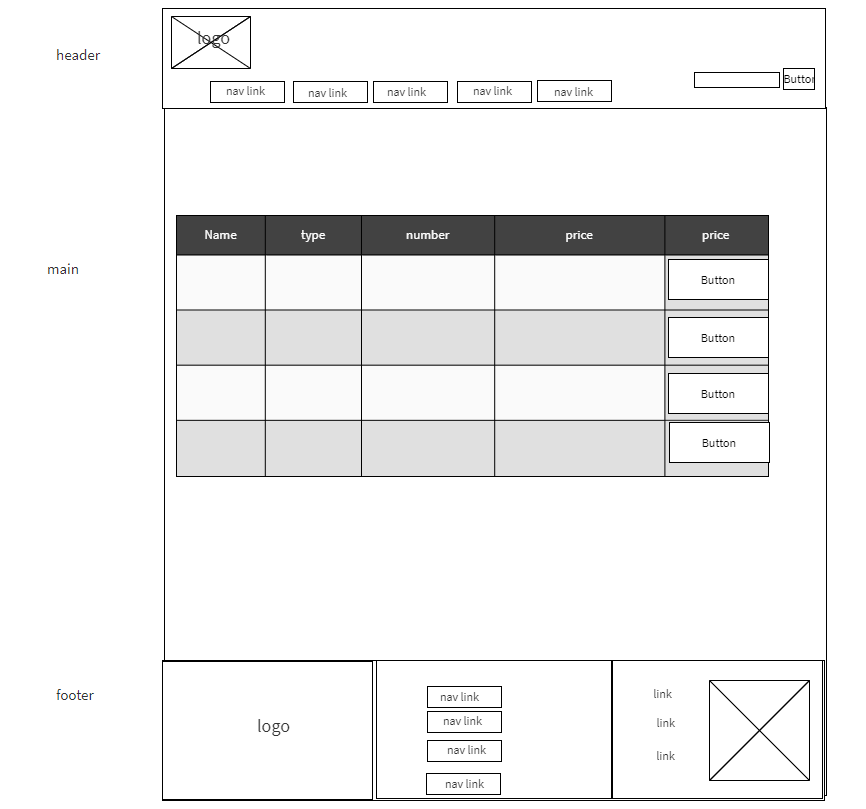 logo
header
Button
nav link nav link nav link nav link nav link
Name type number price price
main
Button
Button
Button
Button
footer
logo
nav link
nav link
nav link
nav link
link
link
link